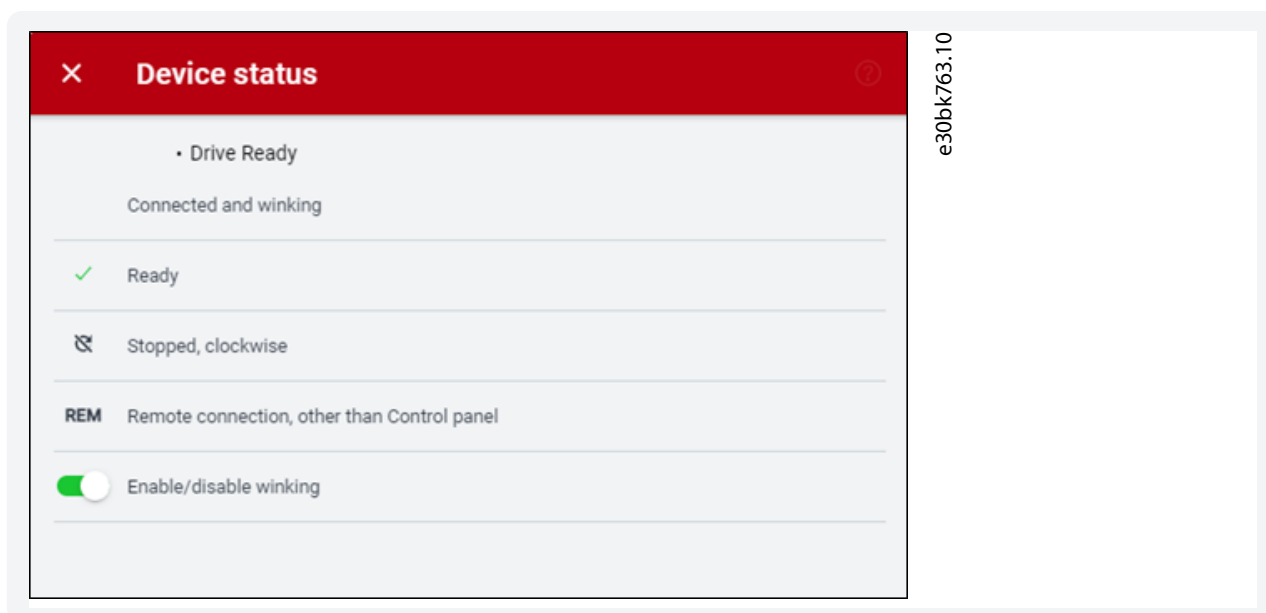 Device status
• Drive Ready
Connected and winking
Ready
Stopped, clockwise
REM Remote connection, other than Control panel
Enable/disable winking
e30bk763.10